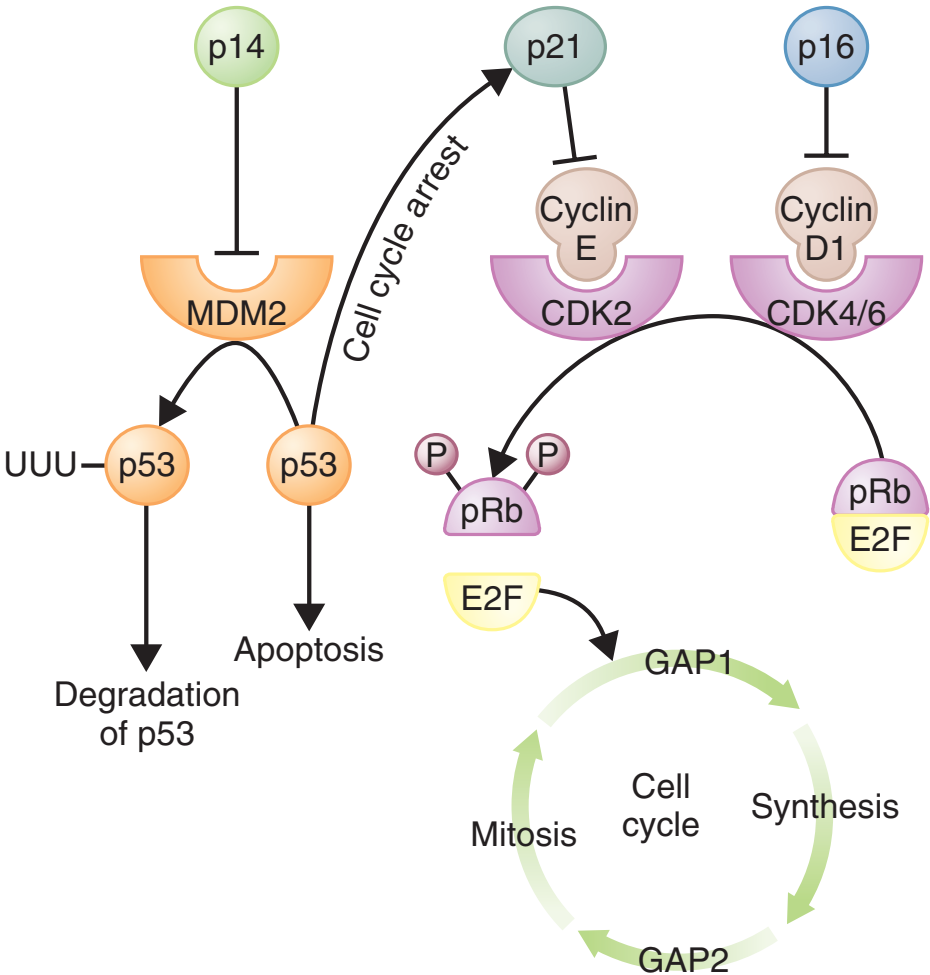 p14
p21
p16
Cell cycle arrest
Cyclin
E
Cyclin
D1
MDM2
CDK2
CDK4/6
UUU
p53
p53
P
P
pRb
pRb
E2F
E2F
Apoptosis
Degradation
of p53
GAP1
Cell
cycle
Synthesis
Mitosis
GAP2